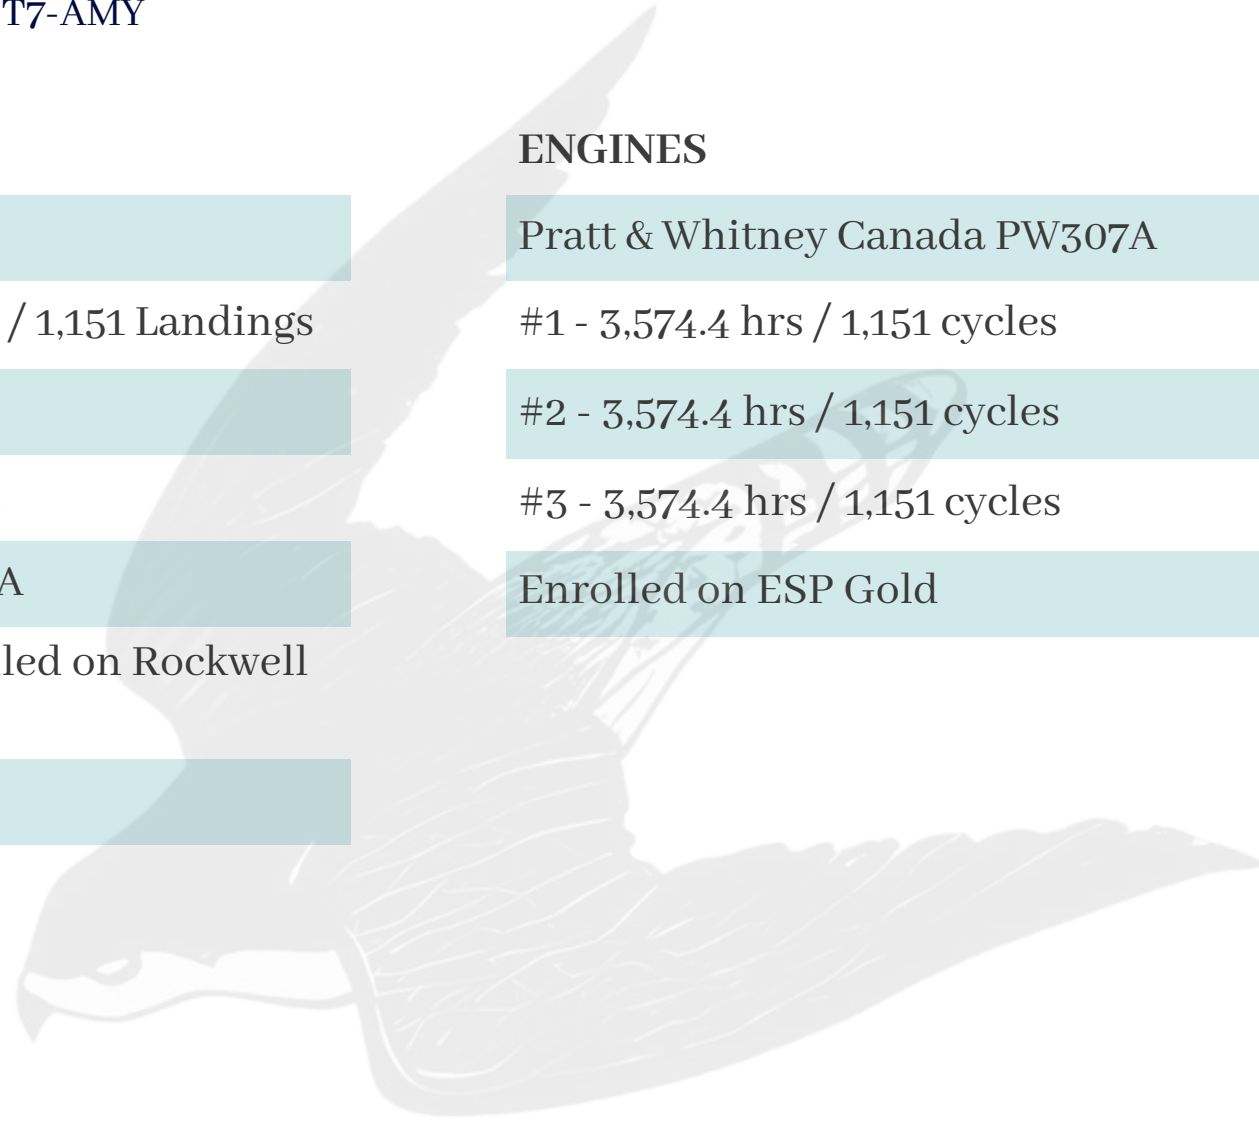 T7-AMY
/ 1,151 Landings
A
led on Rockwell
ENGINES
Pratt & Whitney Canada PW307A
#1 - 3,574.4 hrs / 1,151 cycles
#2 - 3,574.4 hrs / 1,151 cycles
#3 - 3,574.4 hrs / 1,151 cycles
Enrolled on ESP Gold